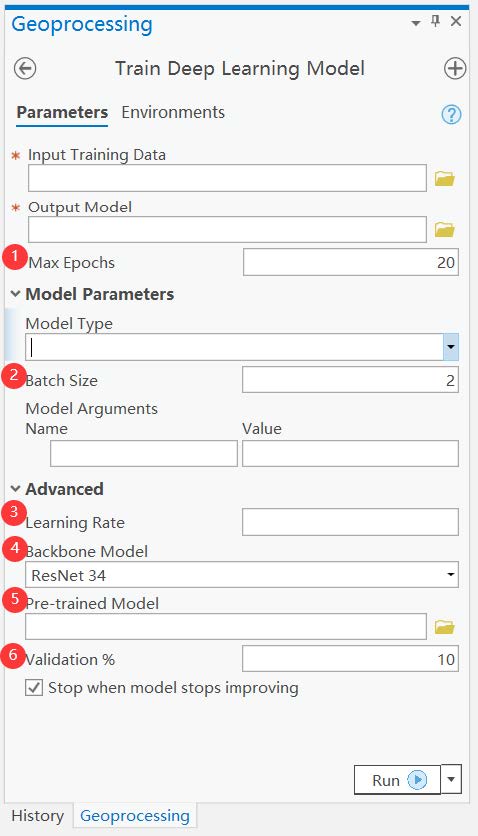 Geoprocessing
Train Deep Learning Model
Parameters Environments
* Input Training Data
* Output Model
1 Max Epochs 20
Model Parameters
Model Type
2 Batch Size 2
Model Arguments
Name Value
Advanced
3 Learning Rate
4 Backbone Model
ResNet 34
5 Pre-trained Model
6 Validation % 10
Stop when model stops improving
Run
History Geoprocessing